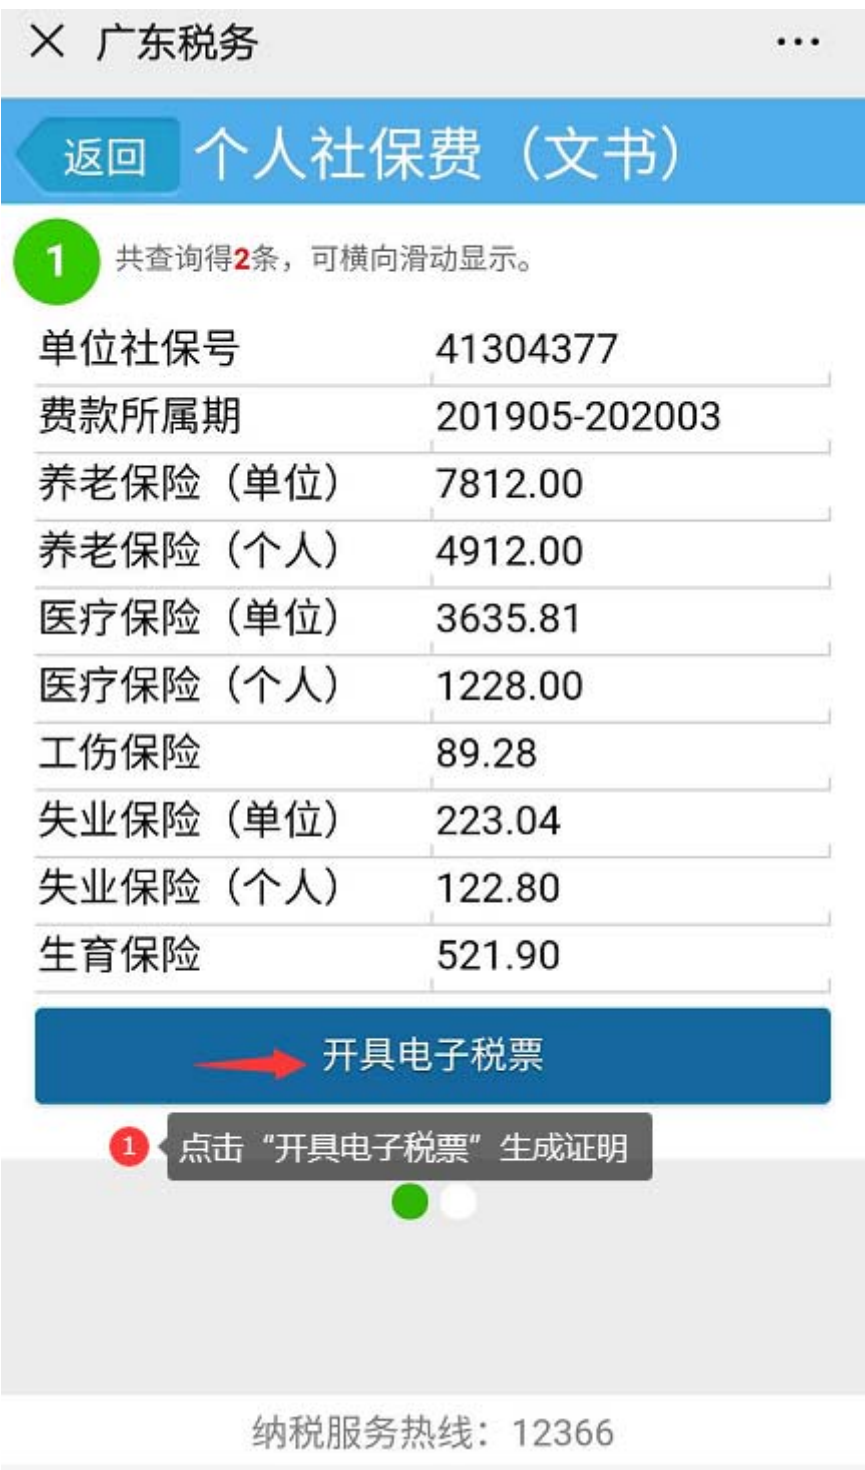 广东税务
返回 个人社保费（文书）
1 共查询得2条，可横向滑动显示。
单位社保号 41304377
费款所属期 201905-202003
养老保险（单位） 7812.00
养老保险（个人） 4912.00
医疗保险（单位） 3635.81
医疗保险（个人） 1228.00
工伤保险 89.28
失业保险（单位） 223.04
失业保险（个人） 122.80
生育保险 521.90
开具电子税票
1 点击“开具电子税票”生成证明
纳税服务热线：12366